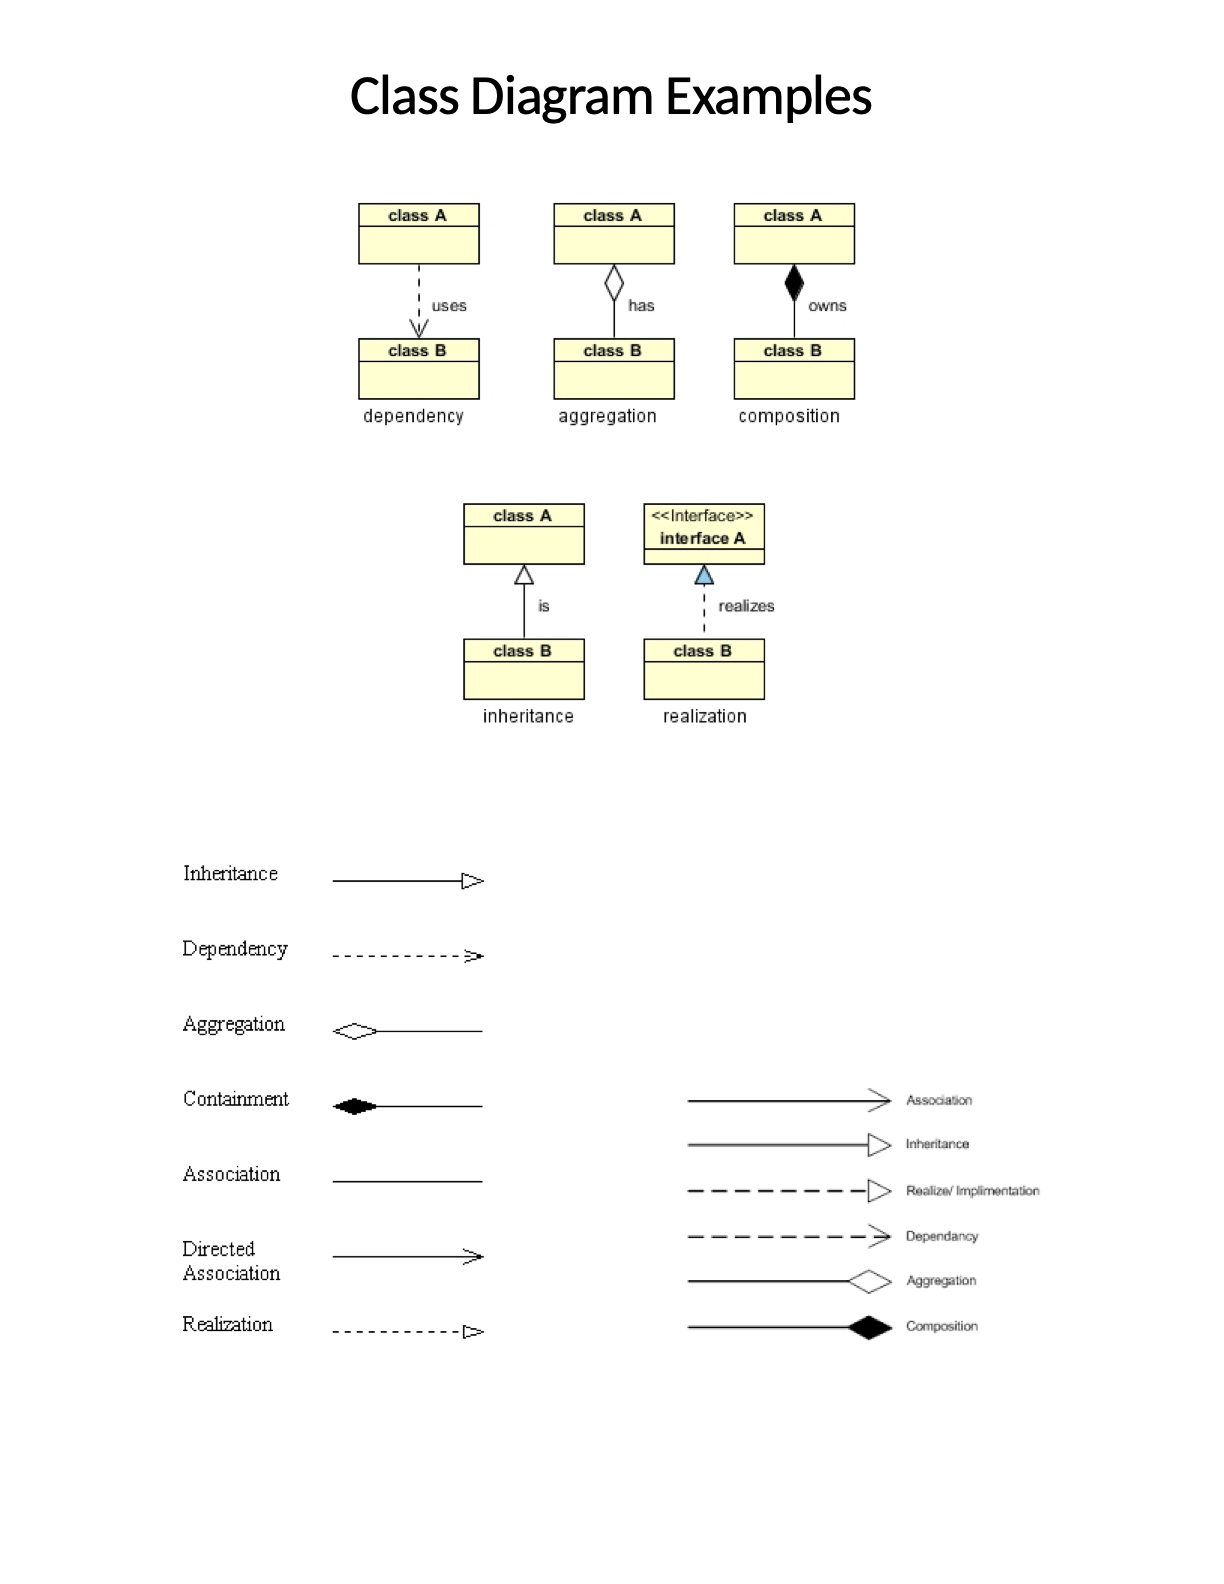 Class Diagram Examples
class A
class A
class A
uses
has
owns
class B
class B
class B
dependency
aggregation
composition
class A
<<Interface>>
interface A
is
realizes
class B
class B
inheritance
realization
Inheritance
Dependency
Aggregation
Containment
Association
Directed
Association
Realization
Association
Inheritance
Realize/ Implimentation
Dependancy
Aggregation
Composition